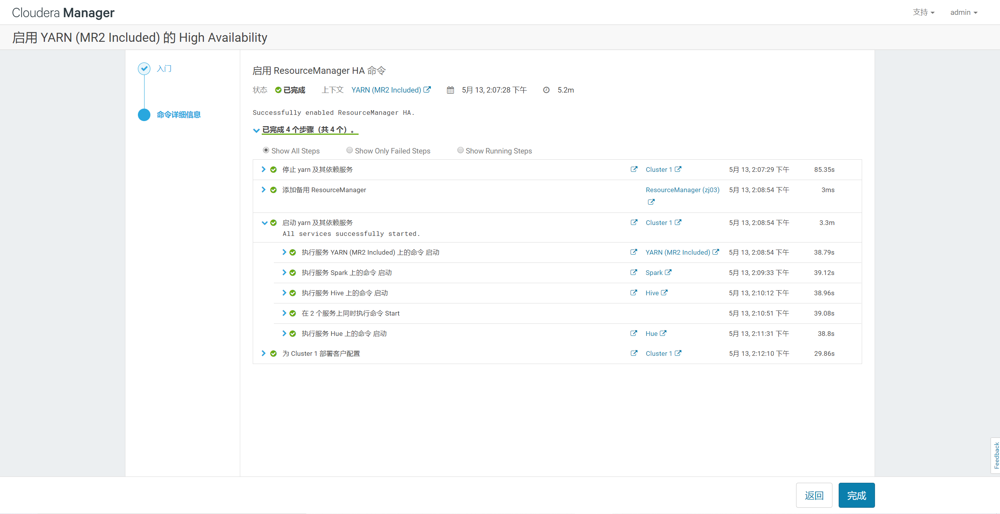 Cloudera Manager
支持 admin
启用 YARN (MR2 Included) 的 High Availability
入门
命令详细信息
启用 ResourceManager HA 命令
状态 已完成 上下文 YARN (MR2 Included) 5月 13, 2:07:28 下午 5.2m
Successfully enabled ResourceManager HA.
已完成 4 个步骤（共 4 个）。
Show All Steps Show Only Failed Steps Show Running Steps
停止 yarn 及其依赖服务 Cluster 1 5月 13, 2:07:29 下午 85.35s
添加备用 ResourceManager ResourceManager (zj03) 5月 13, 2:08:54 下午 3ms
启动 yarn 及其依赖服务 Cluster 1 5月 13, 2:08:54 下午 3.3m
All services successfully started.
执行服务 YARN (MR2 Included) 上的命令 启动 YARN (MR2 Included) 5月 13, 2:08:54 下午 38.79s
执行服务 Spark 上的命令 启动 Spark 5月 13, 2:09:33 下午 39.12s
执行服务 Hive 上的命令 启动 Hive 5月 13, 2:10:12 下午 38.96s
在 2 个服务上同时执行命令 Start 5月 13, 2:10:51 下午 39.08s
执行服务 Hue 上的命令 启动 Hue 5月 13, 2:11:31 下午 38.8s
为 Cluster 1 部署客户配置 Cluster 1 5月 13, 2:12:10 下午 29.86s
Feedback
返回 完成